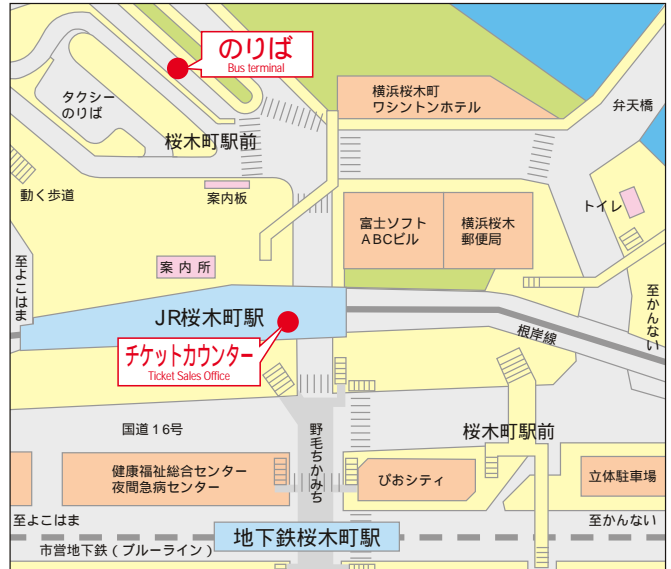 のりば
Bus terminal
タクシー
のりば
横浜桜木町
ワシントンホテル
弁天橋
桜木町駅前
動く歩道
案内板
トイレ
富士ソフト
ABCビル
横浜桜木
郵便局
案内所
至よこはま
至かんない
JR桜木町駅
根岸線
チケットカウンター
Ticket Sales Office
国道16号
野毛ちかみち
桜木町駅前
健康福祉総合センター
夜間急病センター
ぴおシティ
立体駐車場
至よこはま
至かんない
地下鉄桜木町駅
市営地下鉄(ブルーライン)